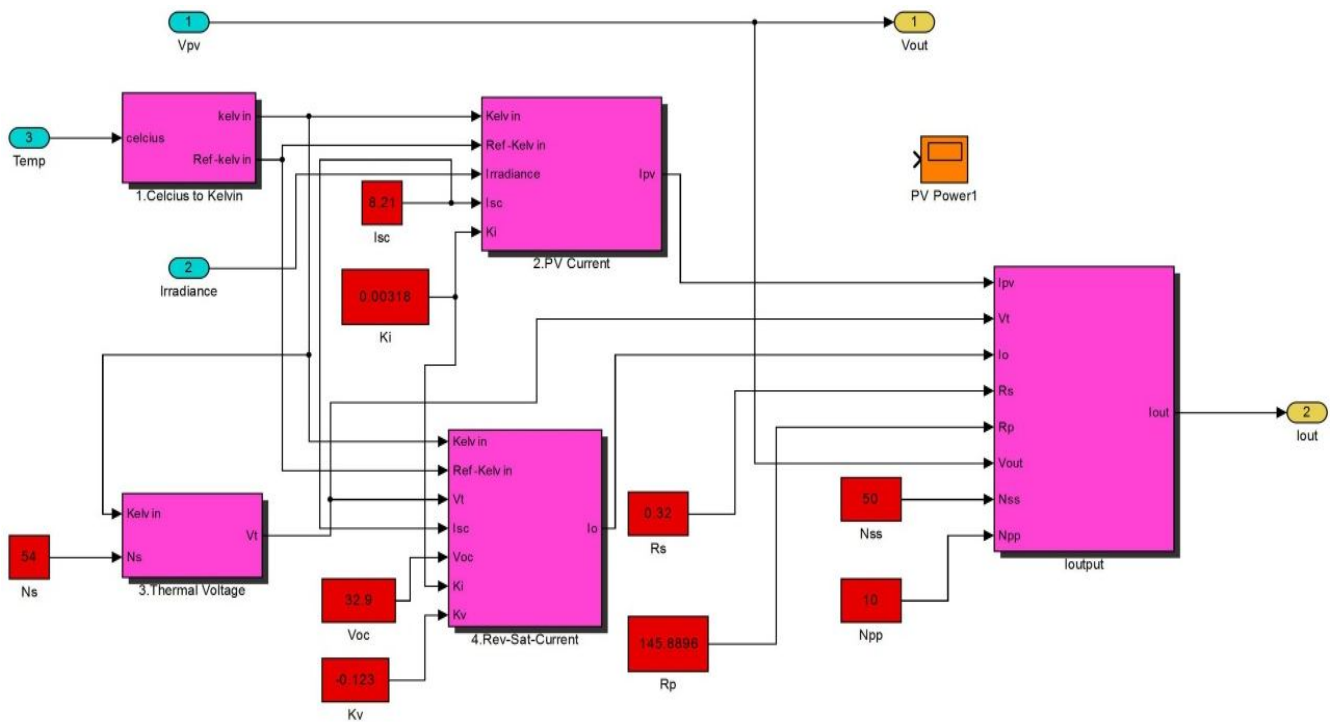 1
Vpv
1
Vout
3
Temp
celcius
kelvin
Ref-kelvin
1.Celcius to Kelvin
Kelvin
Ref-Kelvin
Irradiance
Isc
Ki
Ipv
2.PV Current
8.21
Isc
0.00318
Ki
2
Irradiance
PV Power1
Ipv
Vt
Io
Rs
Rp
Vout
Nss
Npp
Iout
Ioutput
2
Iout
Kelvin
Ns
Vt
3.Thermal Voltage
54
Ns
Kelvin
Ref-Kelvin
Vt
Isc
Voc
Ki
Kv
Io
4.Rev-Sat-Current
32.9
Voc
-0.123
Kv
0.32
Rs
145.8896
Rp
50
Nss
10
Npp